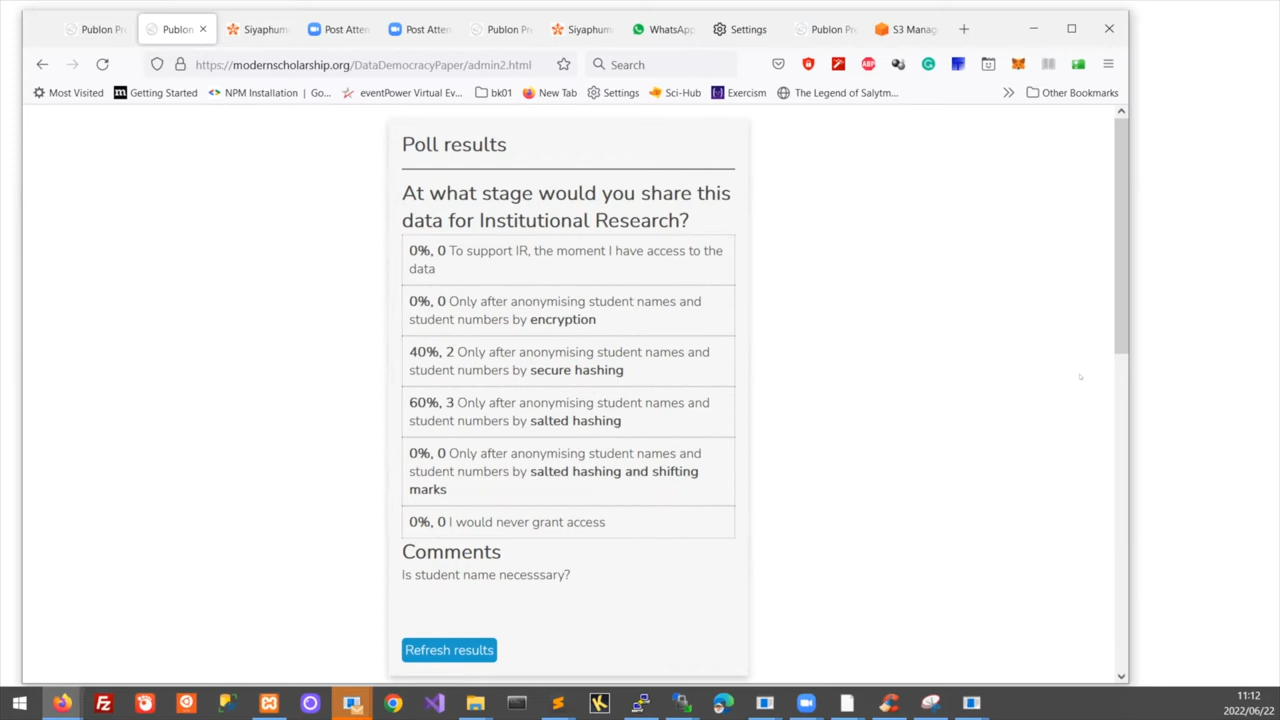 Publon Pr
Publon
Siyaphum
Post Atten
Post Atten
Publon Pr
Siyaphum
WhatsApp
Settings
Publon Pr
S3 Manag
https://modernscholarship.org/DataDemocracyPaper/admin2.html
Search
ABP
Most Visited
Getting Started
NPM Installation | Go...
eventPower Virtual Ev...
bk01
New Tab
Settings
Sci-Hub
Exercism
The Legend of Salytm...
Other Bookmarks
Poll results
At what stage would you share this
data for Institutional Research?
0%, 0 To support IR, the moment I have access to the
data
0%, 0 Only after anonymising student names and
student numbers by encryption
40%, 2 Only after anonymising student names and
student numbers by secure hashing
60%, 3 Only after anonymising student names and
student numbers by salted hashing
0%, 0 Only after anonymising student names and
student numbers by salted hashing and shifting
marks
0%, 0 I would never grant access
Comments
Is student name necesssary?
Refresh results
11:12
2022/06/22